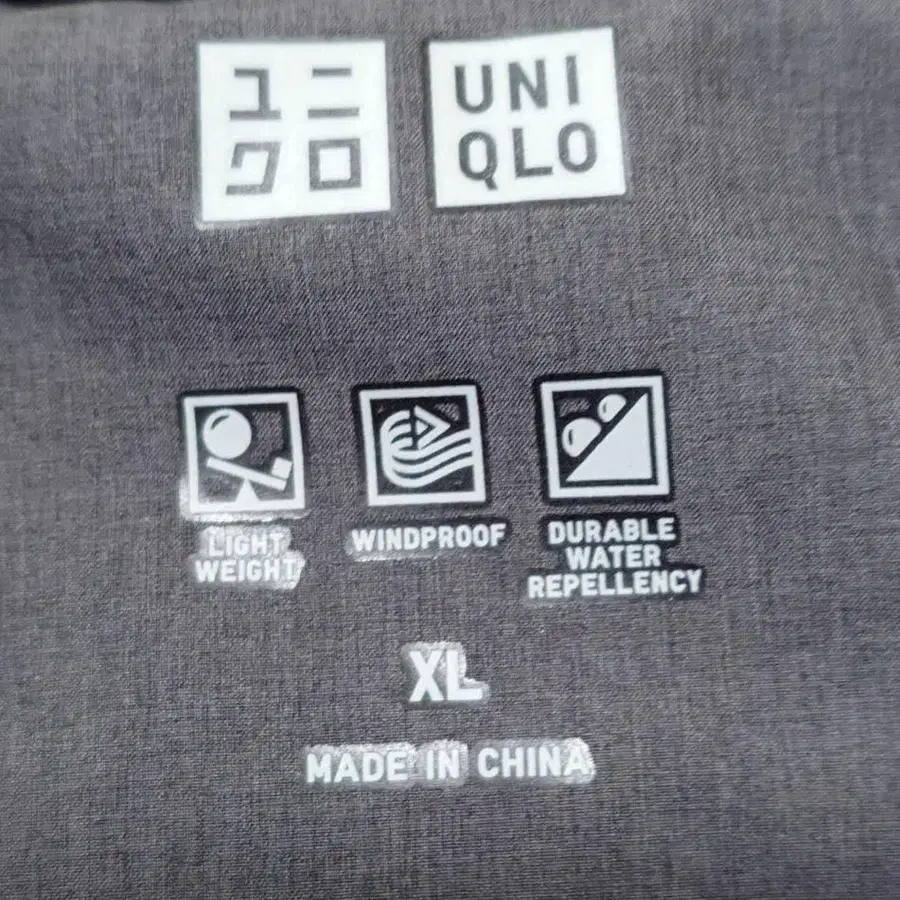 ユニ
クロ
UNI
QLO
LIGHT
WEIGHT
WINDPROOF
DURABLE
WATER
REPELLENCY
XL
MADE IN CHINA